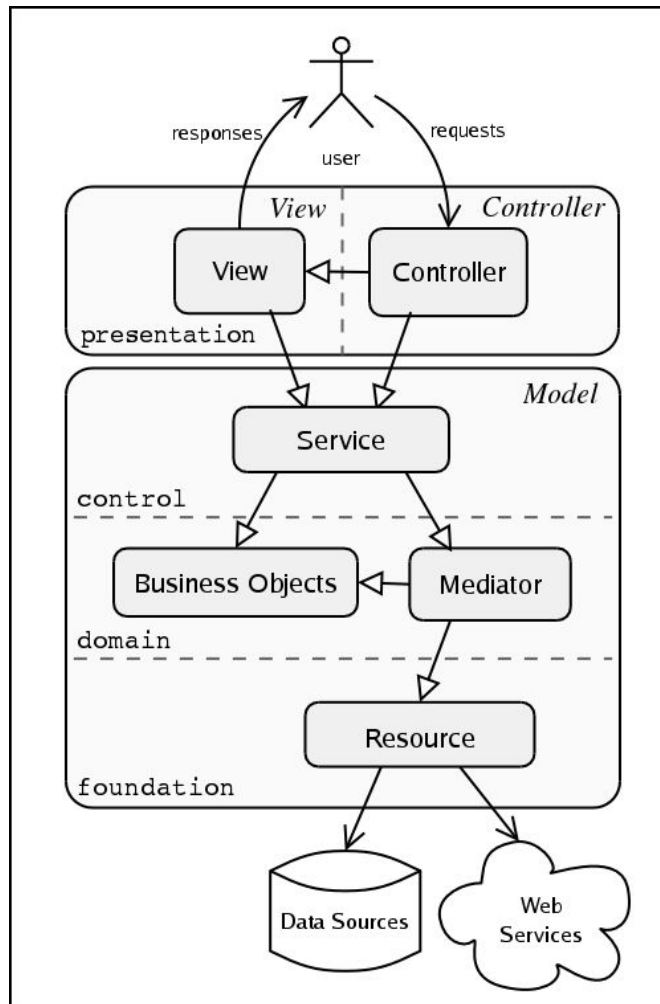 responses
requests
user
View
Controller
View
Controller
presentation
Model
Service
control
Business Objects
Mediator
domain
Resource
foundation
Data Sources
Web
Services